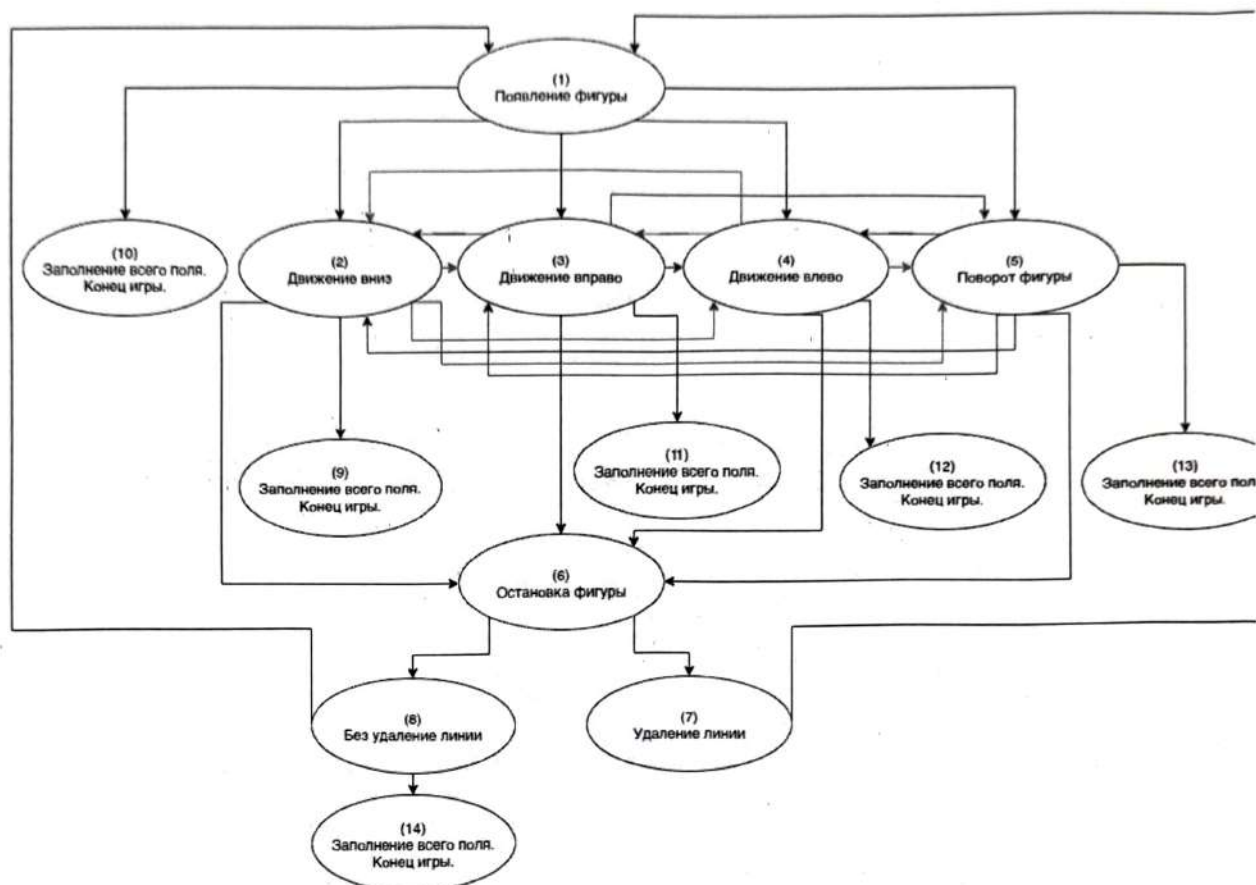 (1)
Появление фигуры
(10)
Заполнение всего поля.
Конец игры.
(2)
Движение вниз
(3)
Движение вправо
(4)
Движение влево
(5)
Поворот фигуры
(9)
Заполнение всего поля.
Конец игры.
(11)
Заполнение всего поля.
Конец игры.
(12)
Заполнение всего поля.
Конец игры.
(13)
Заполнение всего пол
Конец игры.
(6)
Остановка фигуры
(8)
Без удаление линии
(7)
Удаление линии
(14)
Заполнение всего поля.
Конец игры.